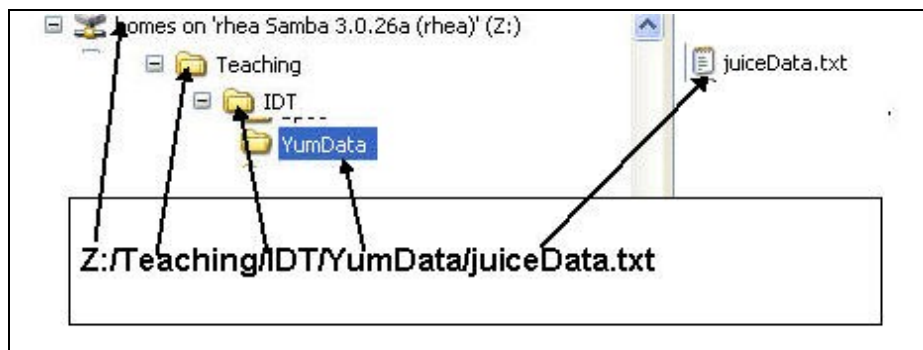 homes on 'rhea Samba 3.0.26a (rhea)' (Z:)
Teaching
juiceData.txt
IDT
YumData
Z:/Teaching/IDT/YumData/juiceData.txt